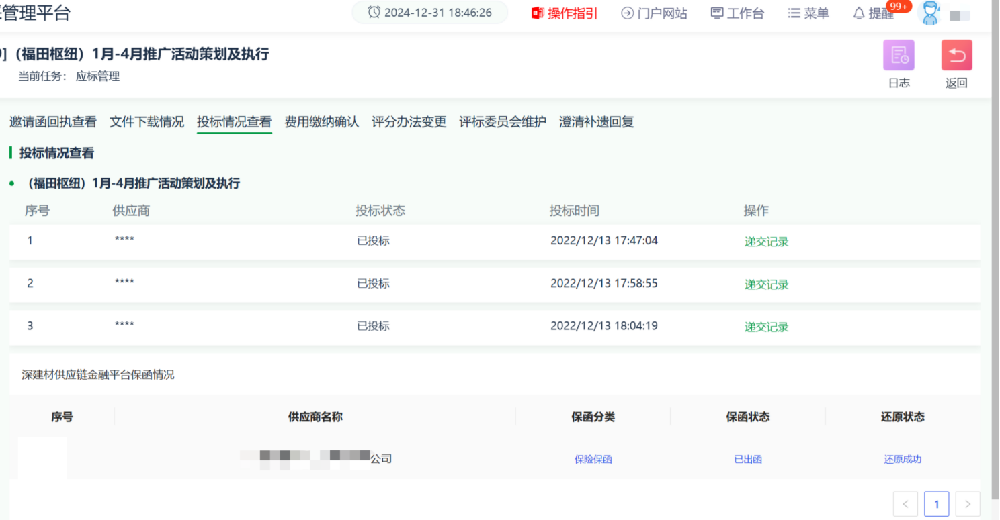 管理平台 2024-12-31 18:46:26 操作指引 门户网站 工作台 菜单 提醒 99+
]（福田枢纽）1月-4月推广活动策划及执行
当前任务： 应标管理
日志 返回
邀请函回执查看 文件下载情况 投标情况查看 费用缴纳确认 评分办法变更 评标委员会维护 澄清补遗回复
投标情况查看
（福田枢纽）1月-4月推广活动策划及执行
序号 供应商 投标状态 投标时间 操作
1 **** 已投标 2022/12/13 17:47:04 递交记录
2 **** 已投标 2022/12/13 17:58:55 递交记录
3 **** 已投标 2022/12/13 18:04:19 递交记录
深建材供应链金融平台保函情况
序号 供应商名称 保函分类 保函状态 还原状态
公司 保险保函 已出函 还原成功
< 1 >